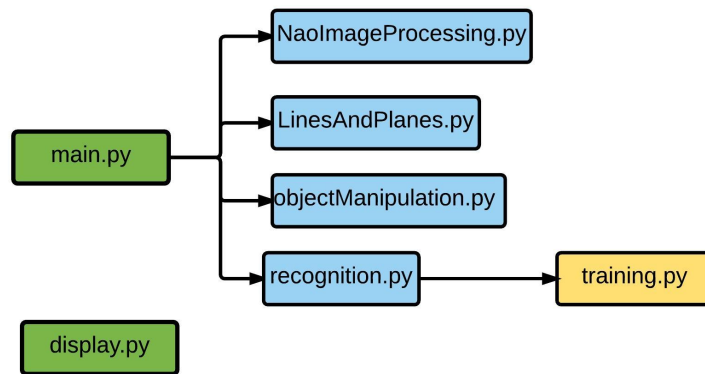 NaoImageProcessing.py
LinesAndPlanes.py
main.py
objectManipulation.py
recognition.py
training.py
display.py